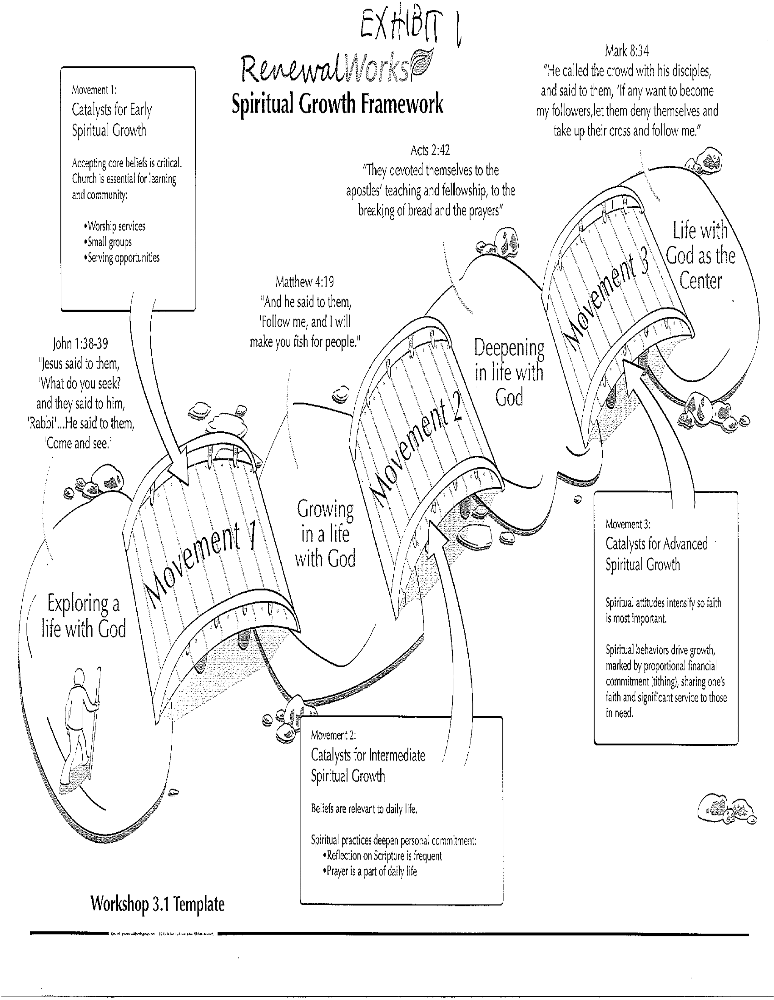 EXHIBIT 1
RenewalWorks
Spiritual Growth Framework
Movement 1:
Catalysts for Early
Spiritual Growth
Accepting core beliefs is critical.
Church is essential for learning
and community:
•Worship services
•Small groups
•Serving opportunities
Mark 8:34
"He called the crowd with his disciples,
and said to them, 'If any want to become
my followers,let them deny themselves and
take up their cross and follow me."
Acts 2:42
"They devoted themselves to the
apostles' teaching and fellowship, to the
breaking of bread and the prayers"
Matthew 4:19
"And he said to them,
'Follow me, and I will
make you fish for people."
John 1:38-39
"Jesus said to them,
'What do you seek?'
and they said to him,
'Rabbi'...He said to them,
'Come and see.'
Exploring a
life with God
Movement 1
Growing
in a life
with God
Movement 2
Deepening
in life with
God
Movement 3
Life with
God as the
Center
Movement 2:
Catalysts for Intermediate
Spiritual Growth
Beliefs are relevart to daily life.
Spiritual practices deepen personal commitment:
•Reflection on Scripture is frequent
•Prayer is a part of daily life
Movement 3:
Catalysts for Advanced
Spiritual Growth
Spiritual attitudes intensify so faith
is most important.
Spiritual behaviors drive growth,
marked by proportional financial
commitment (tithing), sharing one's
faith and significant service to those
in need.
Workshop 3.1 Template